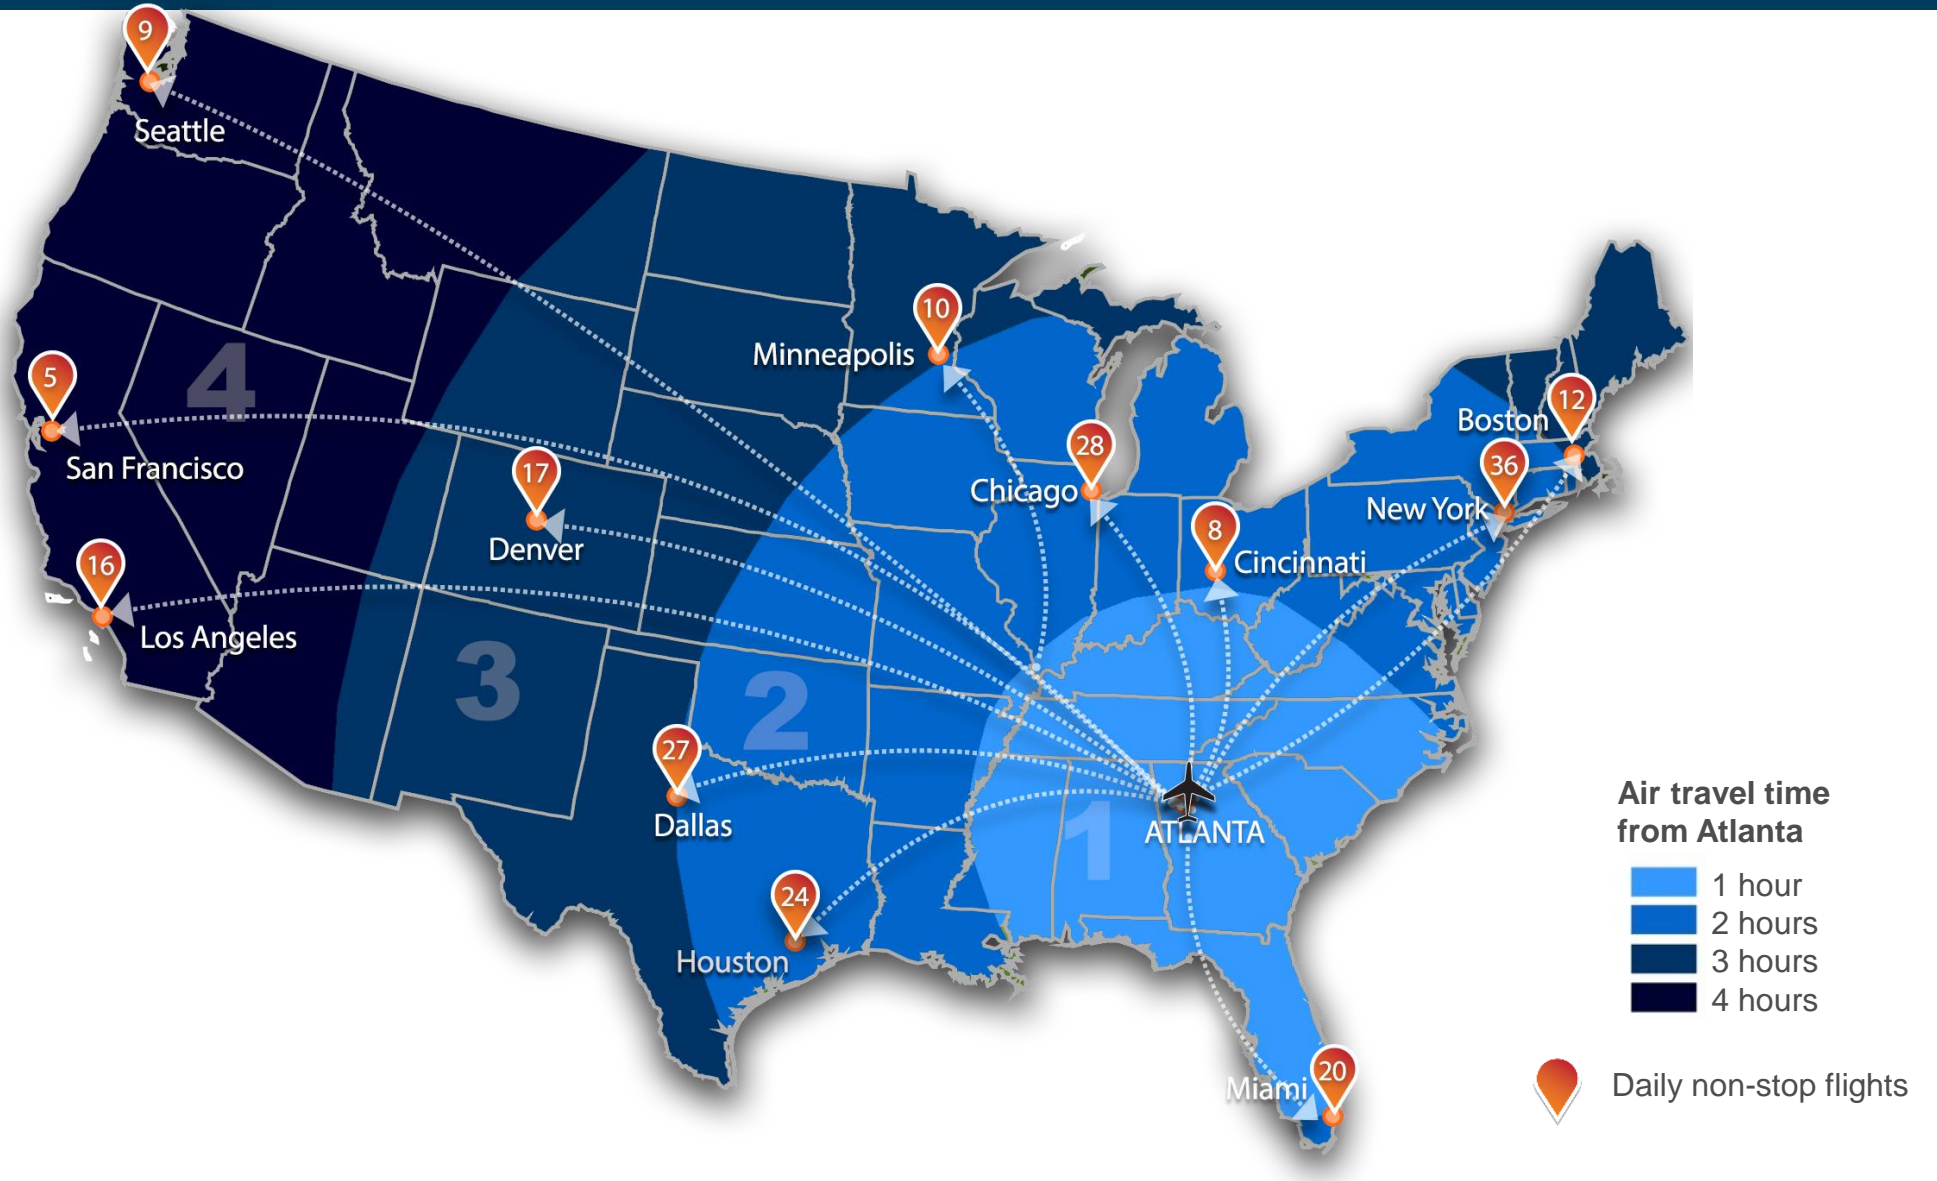 9
Seattle
10
Minneapolis
4
5
San Francisco
12
Boston
28
Chicago
36
New York
17
Denver
8
Cincinnati
16
Los Angeles
3
2
27
Dallas
1
ATLANTA
24
Houston
20
Miami
Air travel time
from Atlanta
1 hour
2 hours
3 hours
4 hours
Daily non-stop flights